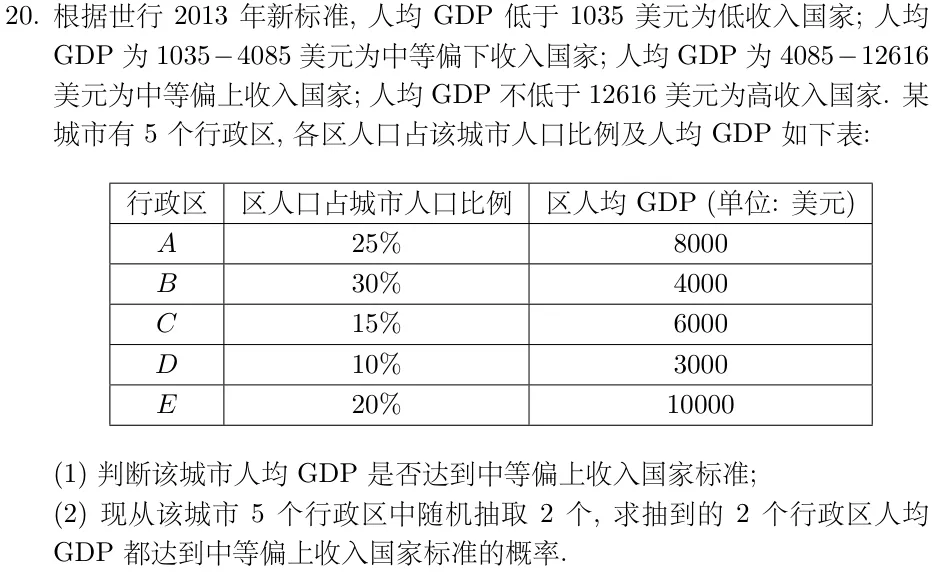 20. 根据世行 2013 年新标准, 人均 GDP 低于 1035 美元为低收入国家; 人均
GDP 为 1035－4085 美元为中等偏下收入国家; 人均 GDP 为 4085－12616
美元为中等偏上收入国家; 人均 GDP 不低于 12616 美元为高收入国家. 某
城市有 5 个行政区, 各区人口占该城市人口比例及人均 GDP 如下表:
行政区 区人口占城市人口比例 区人均 GDP (单位: 美元)
A 25% 8000
B 30% 4000
C 15% 6000
D 10% 3000
E 20% 10000
(1) 判断该城市人均 GDP 是否达到中等偏上收入国家标准;
(2) 现从该城市 5 个行政区中随机抽取 2 个, 求抽到的 2 个行政区人均
GDP 都达到中等偏上收入国家标准的概率.